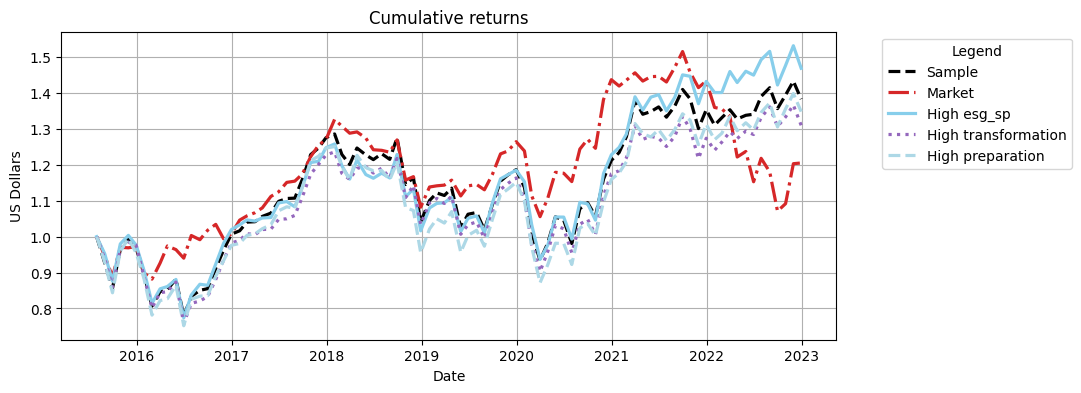 Cumulative returns
US Dollars
1.5
1.4
1.3
1.2
1.1
1.0
0.9
0.8
2016 2017 2018 2019 2020 2021 2022 2023
Date
Legend
Sample
Market
High esg_sp
High transformation
High preparation